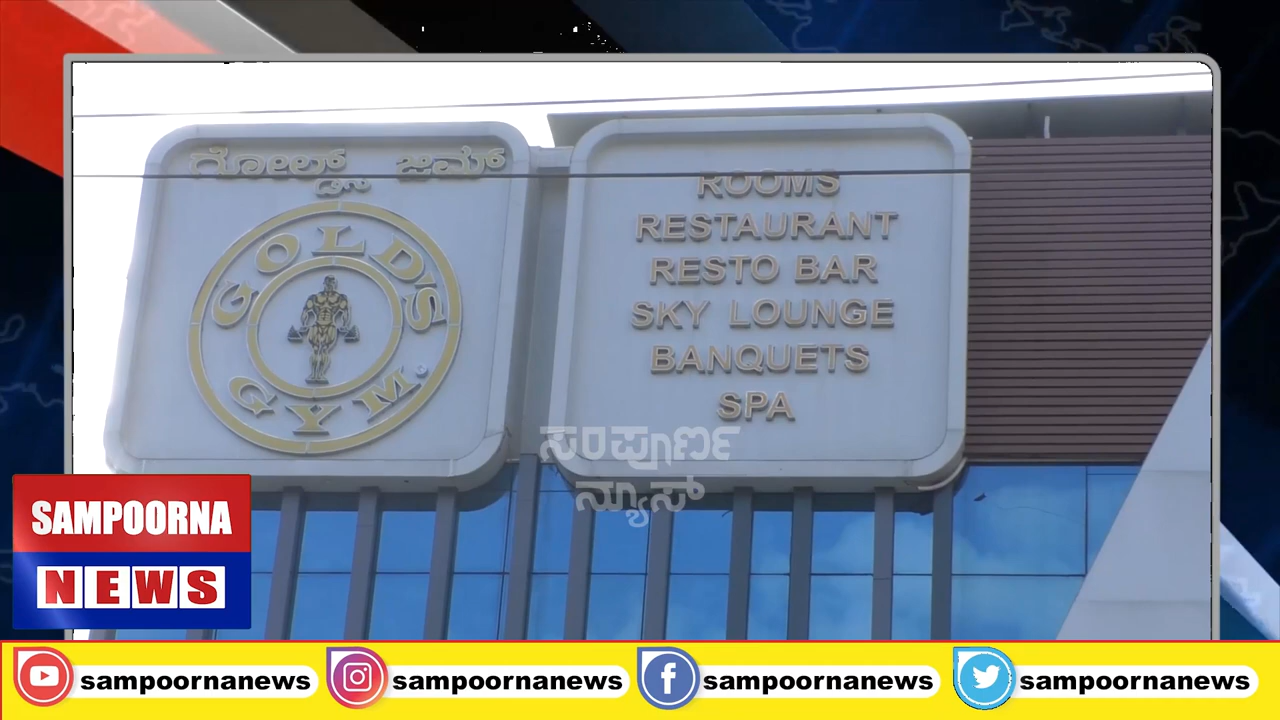 ಗೋಲ್ಡ್ಸ್ ಜಿಮ್
GOLD'S
GYM.
ROOMS
RESTAURANT
RESTO BAR
SKY LOUNGE
BANQUETS
SPA
ಸಂಪೂರ್ಣ
ನ್ಯೂಸ್
SAMPOORNA
NEWS
sampoornanews sampoornanews sampoornanews sampoornanews